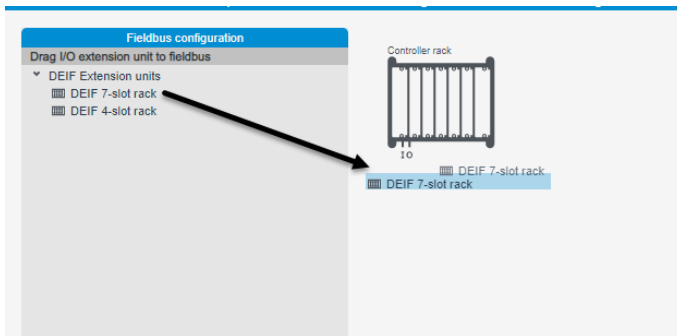 Fieldbus configuration
Drag I/O extension unit to fieldbus
DEIF Extension units
DEIF 7-slot rack
DEIF 4-slot rack
Controller rack
I O
DEIF 7-slot rack
DEIF 7-slot rack